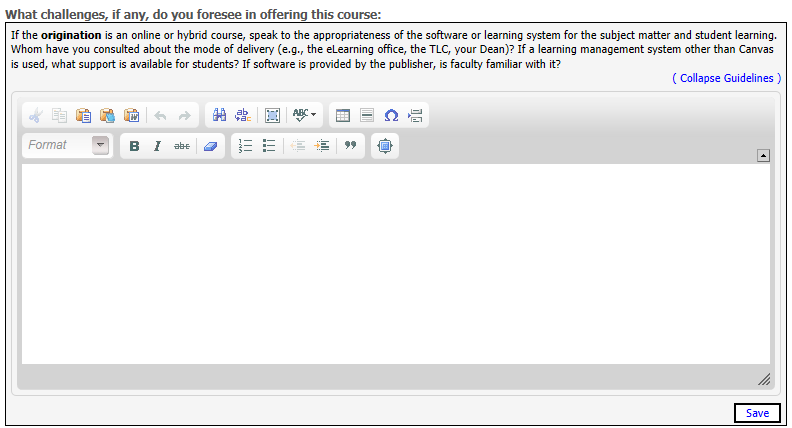 What challenges, if any, do you foresee in offering this course:
If the origination is an online or hybrid course, speak to the appropriateness of the software or learning system for the subject matter and student learning.
Whom have you consulted about the mode of delivery (e.g., the eLearning office, the TLC, your Dean)? If a learning management system other than Canvas
is used, what support is available for students? If software is provided by the publisher, is faculty familiar with it?
( Collapse Guidelines )
ABC
Format
B I abc
Save